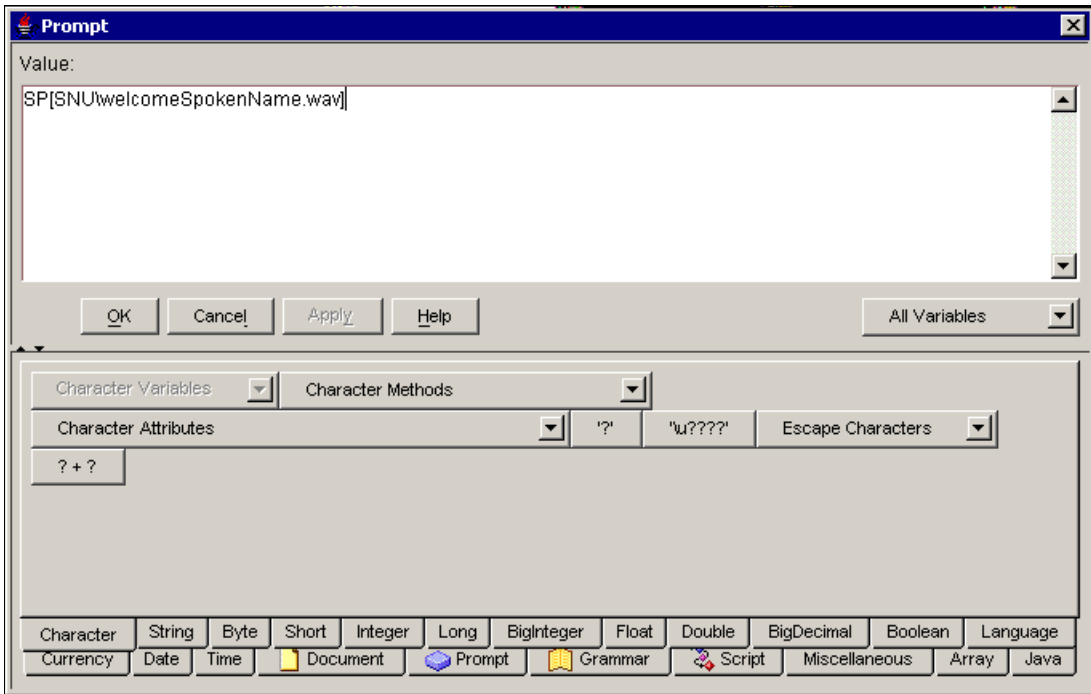 Prompt
Value:
SP[SNU\welcomeSpokenName.wav]
OK Cancel Apply Help All Variables
Character Variables Character Methods
Character Attributes '?' '\u????' Escape Characters
? + ?
Character String Byte Short Integer Long BigInteger Float Double BigDecimal Boolean Language
Currency Date Time Document Prompt Grammar Script Miscellaneous Array Java